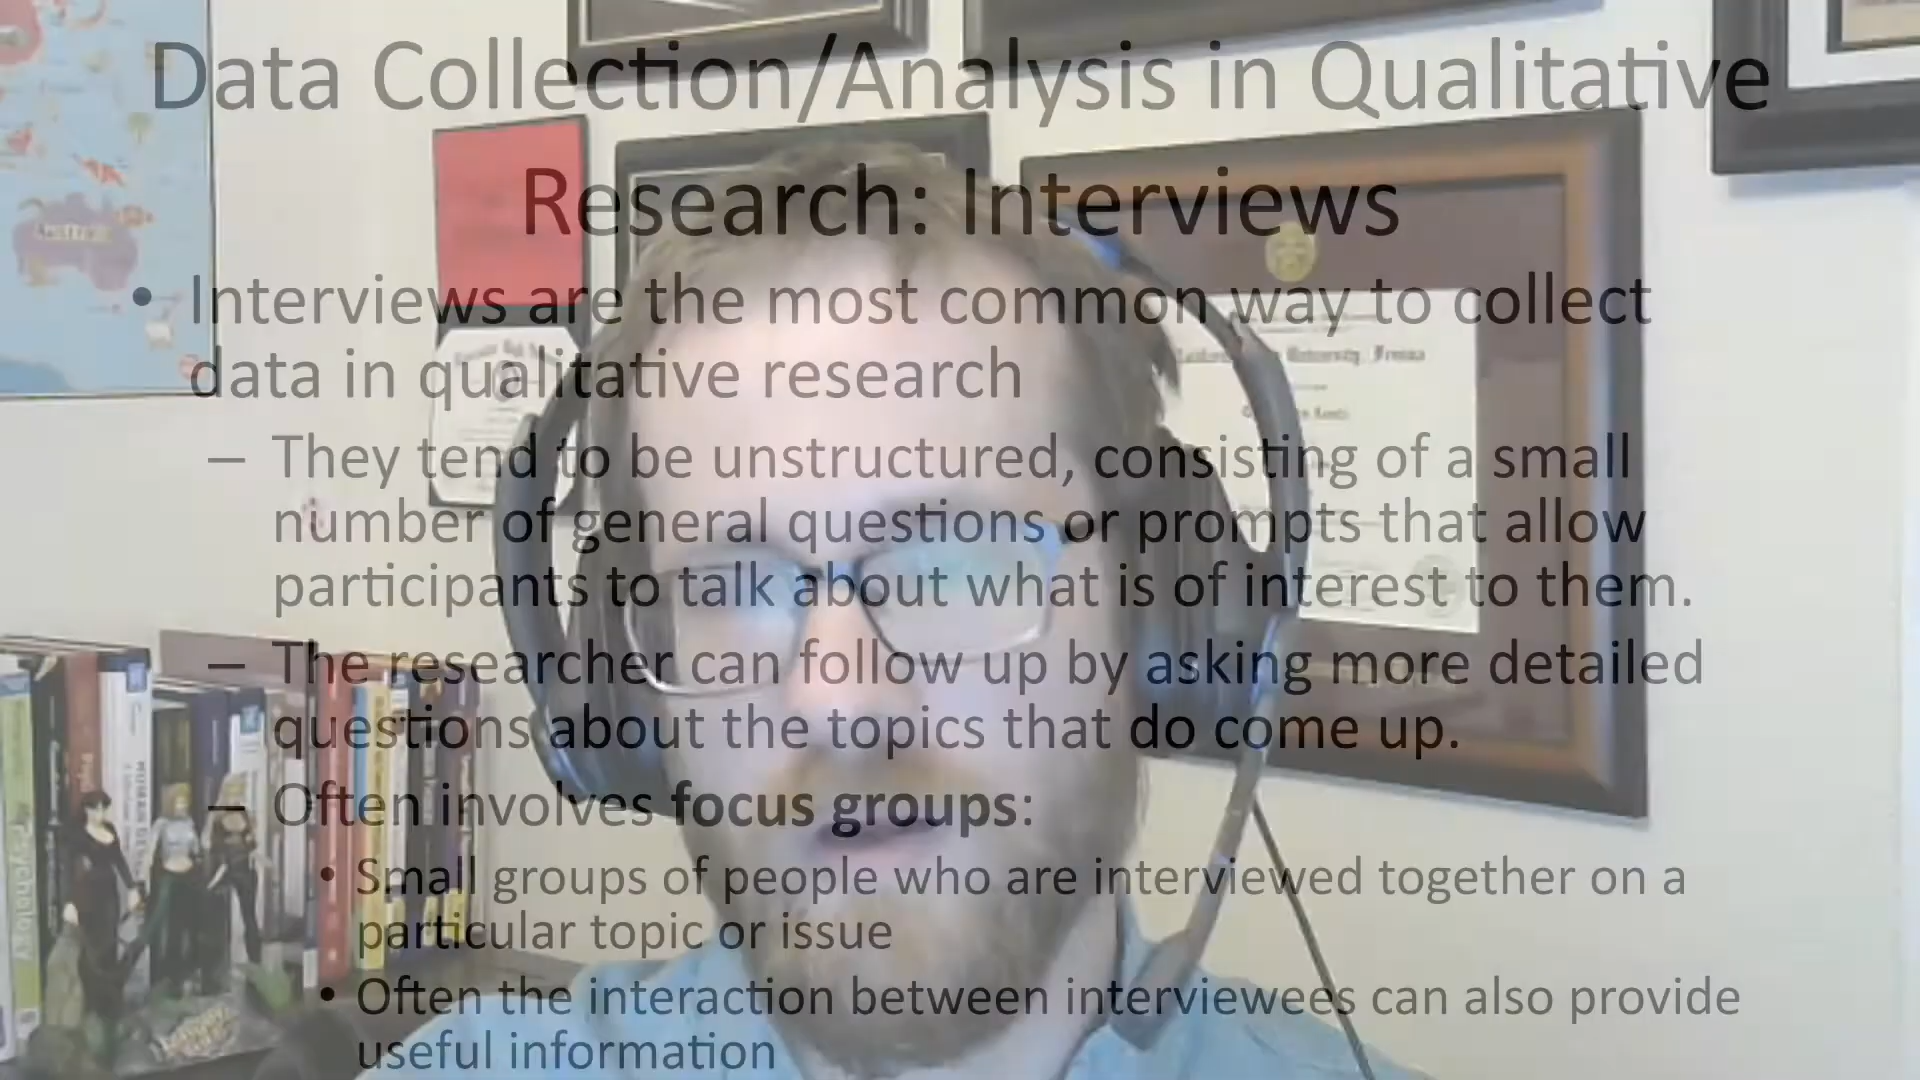 Data Collection/Analysis in Qualitative
Research: Interviews
• Interviews are the most common way to collect
data in qualitative research
– They tend to be unstructured, consisting of a small
number of general questions or prompts that allow
participants to talk about what is of interest to them.
– The researcher can follow up by asking more detailed
questions about the topics that do come up.
– Often involves focus groups:
• Small groups of people who are interviewed together on a
particular topic or issue
• Often the interaction between interviewees can also provide
useful information
Australia
University, Fresno
Psychology